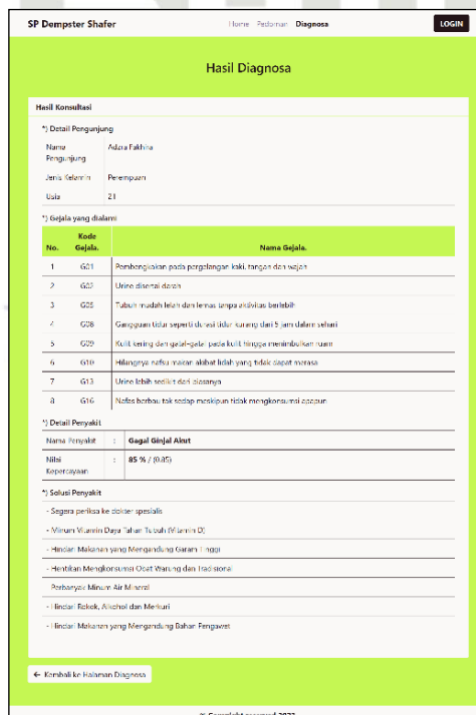 SP Dempster Shafer
Home Pedoman Diagnosa
LOGIN
Hasil Diagnosa
Hasil Konsultasi
*) Detail Pengunjung
Nama Pengunjung Adzra Fakhira
Jenis Kelamin Perempuan
Usia 21
*) Gejala yang dialami
No. Kode Gejala. Nama Gejala.
1 G01 Pembengkakan pada pergelangan kaki, tangan dan wajah
2 G02 Urine disertai darah
3 G05 Tubuh mudah lelah dan lemas tanpa aktivitas berlebih
4 G08 Gangguan tidur seperti durasi tidur kurang dari 5 jam dalam sehari
5 G09 Kulit kering dan gatal-gatal pada kulit hingga menimbulkan ruam
6 G10 Hilangnya nafsu makan akibat lidah yang tidak dapat merasa
7 G13 Urine lebih sedikit dari biasanya
8 G16 Nafas berbau tak sedap meskipun tidak mengkonsumsi apapun
*) Detail Penyakit
Nama Penyakit : Gagal Ginjal Akut
Nilai Kepercayaan : 85 % / (0.85)
*) Solusi Penyakit
- Segera periksa ke dokter spesialis
- Minum Vitamin Daya Tahan Tubuh (Vitamin D)
- Hindari Makanan yang Mengandung Garam Tinggi
- Hentikan Mengkonsumsi Obat Warung dan Tradisional
- Perbanyak Minum Air Mineral
- Hindari Rokok, Alkohol dan Merkuri
- Hindari Makanan yang Mengandung Bahan Pengawet
← Kembali ke Halaman Diagnosa